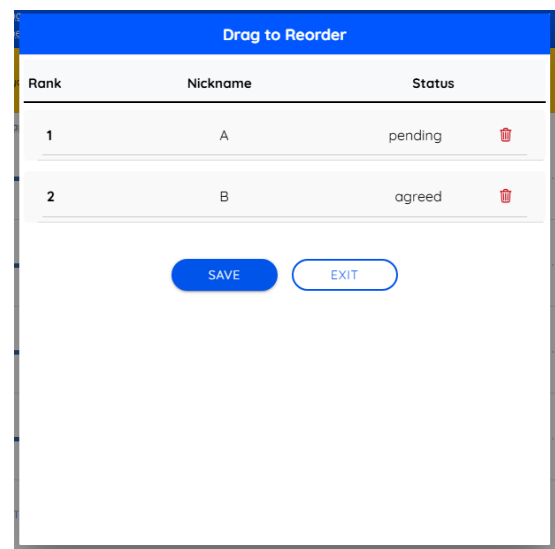 Drag to Reorder
Rank Nickname Status
1 A pending
2 B agreed
SAVE EXIT